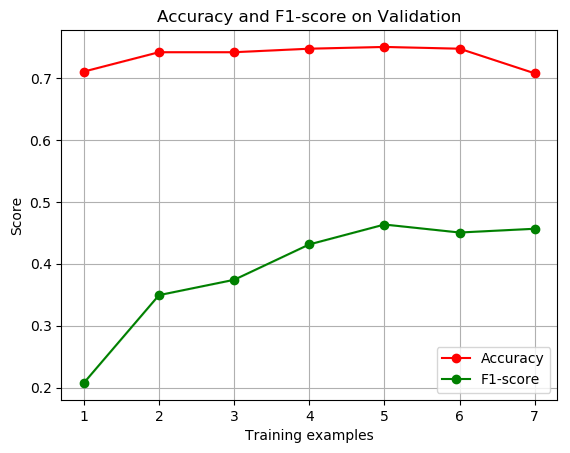 Accuracy and F1-score on Validation
Score
0.7
0.6
0.5
0.4
0.3
0.2
1 2 3 4 5 6 7
Training examples
Accuracy
F1-score